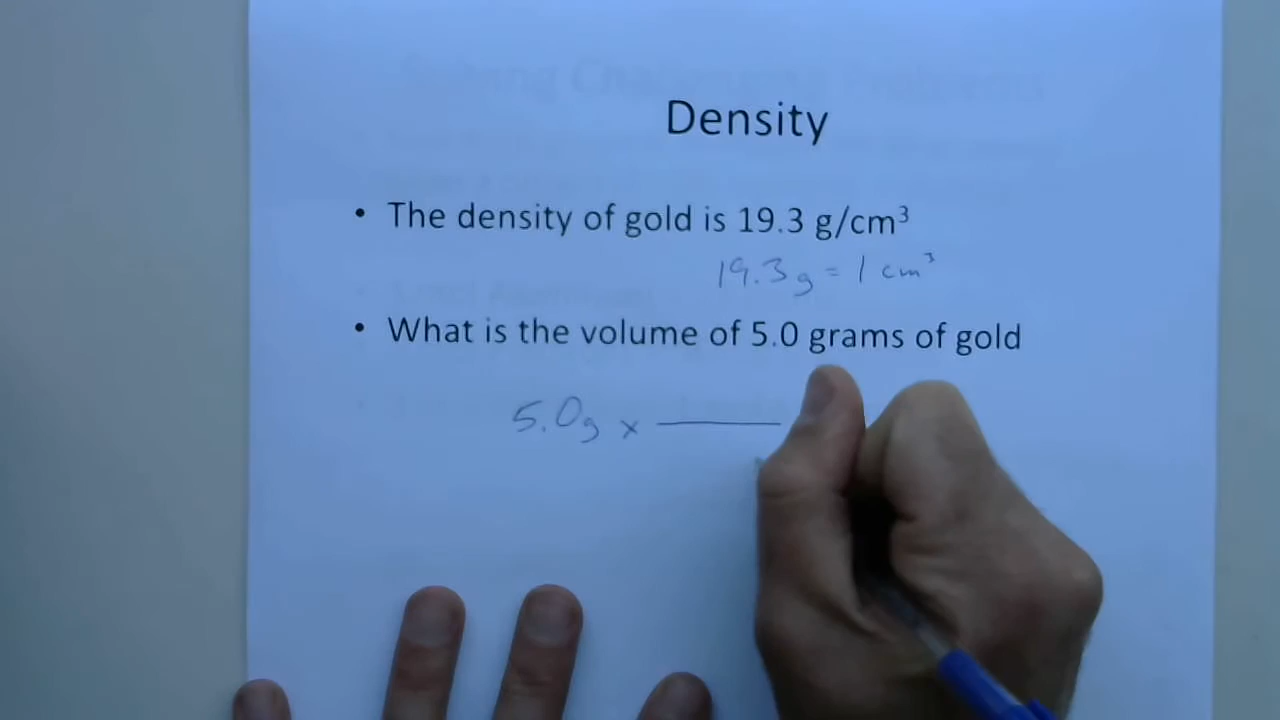 Density
• The density of gold is 19.3 g/cm³
19.3g = 1 cm³
• What is the volume of 5.0 grams of gold
5.0g ×